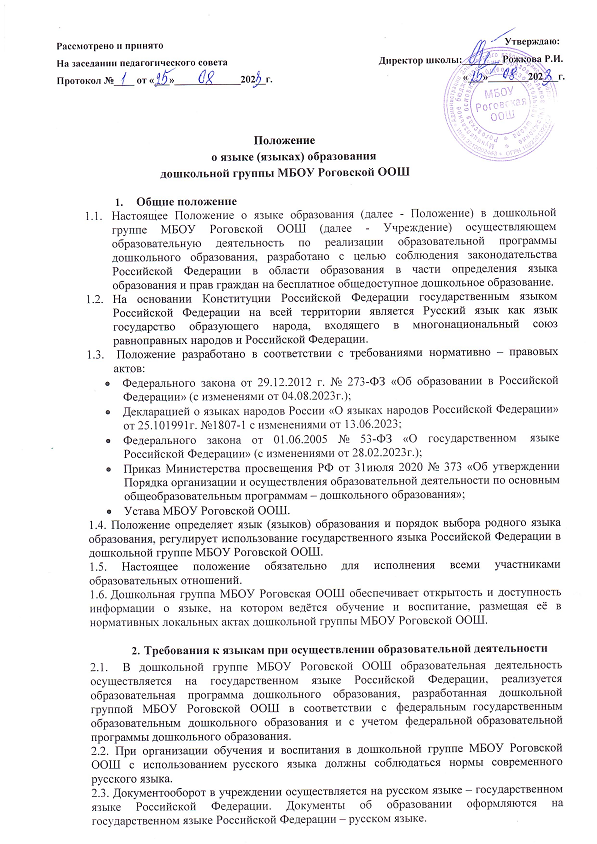 Рассмотрено и принято
Утверждаю:
На заседании педагогического совета
Директор школы: Рожкова Р.И.
Протокол № 1 от «25» 08 2023 г.
«25» 08 2023 г.
МБОУ
Роговская
ООШ
Положение
о языке (языках) образования
дошкольной группы МБОУ Роговской ООШ
1. Общие положение
1.1. Настоящее Положение о языке образования (далее - Положение) в дошкольной
группе МБОУ Роговской ООШ (далее - Учреждение) осуществляющем
образовательную деятельность по реализации образовательной программы
дошкольного образования, разработано с целью соблюдения законодательства
Российской Федерации в области образования в части определения языка
образования и прав граждан на бесплатное общедоступное дошкольное образование.
1.2. На основании Конституции Российской Федерации государственным языком
Российской Федерации на всей территории является Русский язык как язык
государство образующего народа, входящего в многонациональный союз
равноправных народов и Российской Федерации.
1.3. Положение разработано в соответствии с требованиями нормативно – правовых
актов:
• Федерального закона от 29.12.2012 г. № 273-ФЗ «Об образовании в Российской
Федерации» (с изменениями от 04.08.2023г.);
• Декларацией о языках народов России «О языках народов Российской Федерации»
от 25.101991г. №1807-1 с изменениями от 13.06.2023;
• Федерального закона от 01.06.2005 № 53-ФЗ «О государственном языке
Российской Федерации» (с изменениями от 28.02.2023г.);
• Приказ Министерства просвещения РФ от 31июля 2020 № 373 «Об утверждении
Порядка организации и осуществления образовательной деятельности по основным
общеобразовательным программам – дошкольного образования»;
• Устава МБОУ Роговской ООШ.
1.4. Положение определяет язык (языков) образования и порядок выбора родного языка
образования, регулирует использование государственного языка Российской Федерации в
дошкольной группе МБОУ Роговской ООШ.
1.5. Настоящее положение обязательно для исполнения всеми участниками
образовательных отношений.
1.6. Дошкольная группа МБОУ Роговская ООШ обеспечивает открытость и доступность
информации о языке, на котором ведётся обучение и воспитание, размещая её в
нормативных локальных актах дошкольной группы МБОУ Роговской ООШ.
2. Требования к языкам при осуществлении образовательной деятельности
2.1. В дошкольной группе МБОУ Роговской ООШ образовательная деятельность
осуществляется на государственном языке Российской Федерации, реализуется
образовательная программа дошкольного образования, разработанная дошкольной
группой МБОУ Роговской ООШ в соответствии с федеральным государственным
образовательным дошкольного образования и с учетом федеральной образовательной
программы дошкольного образования.
2.2. При организации обучения и воспитания в дошкольной группе МБОУ Роговской
ООШ с использованием русского языка должны соблюдаться нормы современного
русского языка.
2.3. Документооборот в учреждении осуществляется на русском языке – государственном
языке Российской Федерации. Документы об образовании оформляются на
государственном языке Российской Федерации – русском языке.